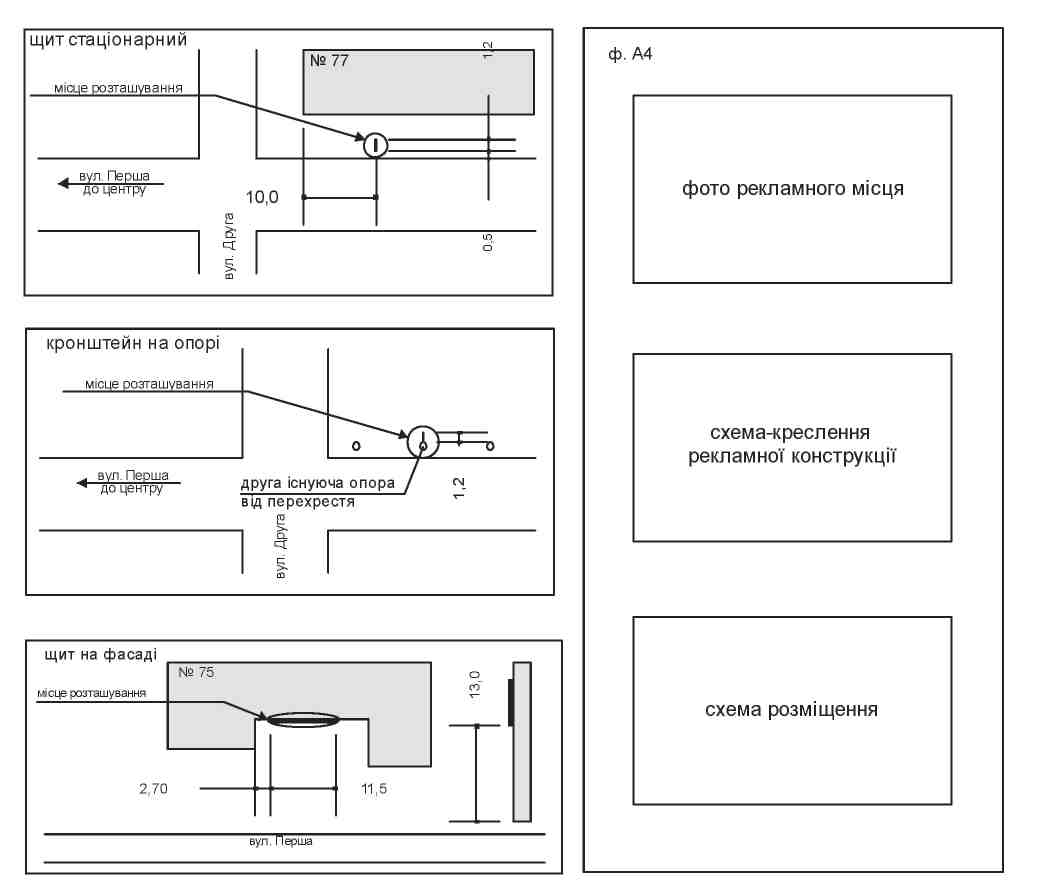 щит стаціонарний
1,2
№ 77
місце розташування
вул. Перша
до центру
10,0
вул. Друга
0,5
кронштейн на опорі
місце розташування
вул. Перша
до центру
друга існуюча опора
від перехрестя
1,2
вул. Друга
щит на фасаді
№ 75
місце розташування
13,0
2,70
11,5
вул. Перша
ф. А4
фото рекламного місця
схема-креслення
рекламної конструкції
схема розміщення